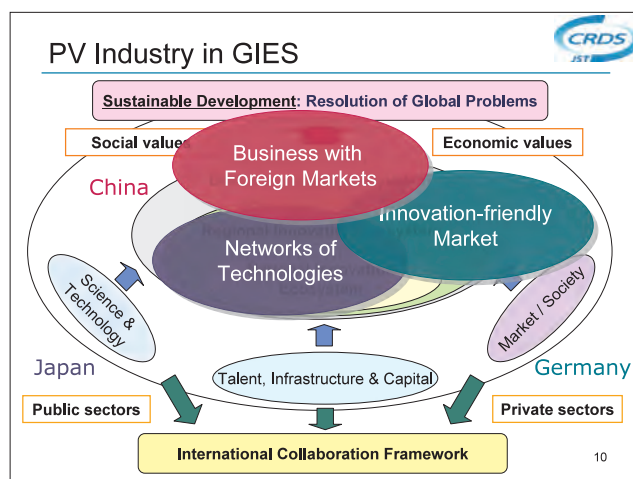 PV Industry in GIES
CRDS
JST
Sustainable Development: Resolution of Global Problems
Social values
Economic values
Business with
Foreign Markets
China
Innovation-friendly
Market
Networks of
Technologies
Ecosystem
Science &
Technology
Market / Society
Japan
Talent, Infrastructure & Capital
Germany
Public sectors
Private sectors
International Collaboration Framework
10